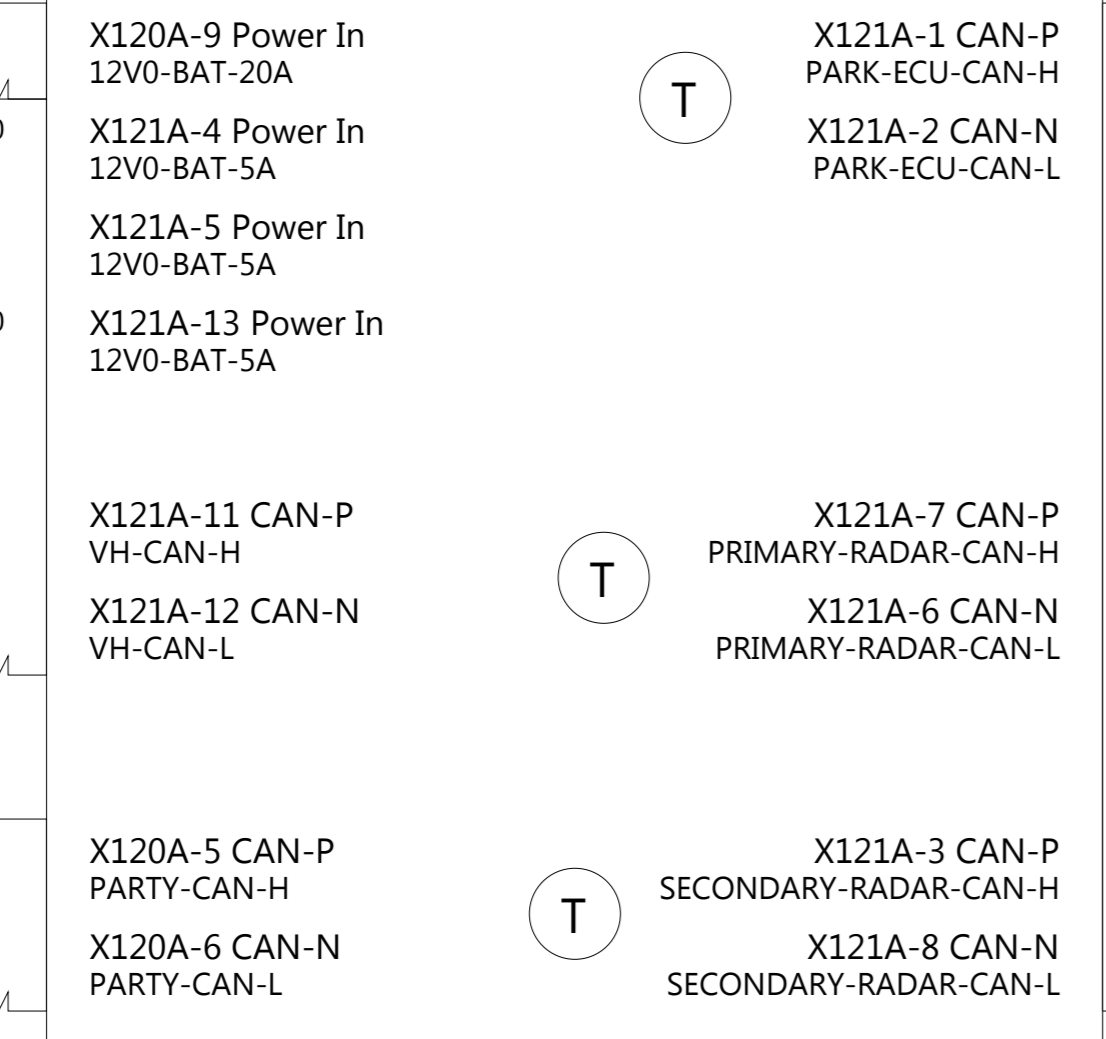 X120A-9 Power In
12V0-BAT-20A
X121A-4 Power In
12V0-BAT-5A
X121A-5 Power In
12V0-BAT-5A
X121A-13 Power In
12V0-BAT-5A
T
X121A-1 CAN-P
PARK-ECU-CAN-H
X121A-2 CAN-N
PARK-ECU-CAN-L
X121A-11 CAN-P
VH-CAN-H
X121A-12 CAN-N
VH-CAN-L
T
X121A-7 CAN-P
PRIMARY-RADAR-CAN-H
X121A-6 CAN-N
PRIMARY-RADAR-CAN-L
X120A-5 CAN-P
PARTY-CAN-H
X120A-6 CAN-N
PARTY-CAN-L
T
X121A-3 CAN-P
SECONDARY-RADAR-CAN-H
X121A-8 CAN-N
SECONDARY-RADAR-CAN-L